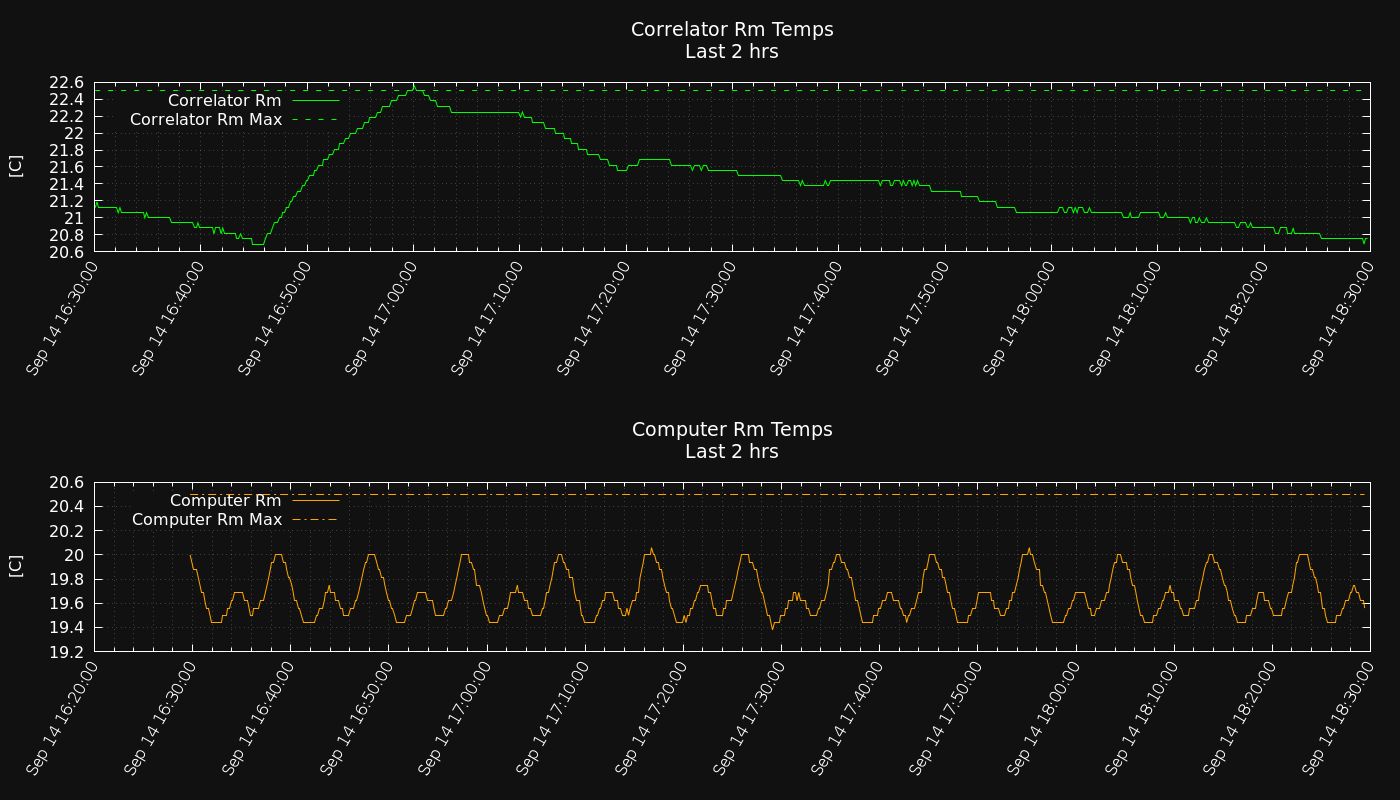 Correlator Rm Temps
Last 2 hrs
22.6
22.4
22.2
22
21.8
21.6
21.4
21.2
21
20.8
20.6
[C]
Correlator Rm
Correlator Rm Max
Sep 14 16:30:00
Sep 14 16:40:00
Sep 14 16:50:00
Sep 14 17:00:00
Sep 14 17:10:00
Sep 14 17:20:00
Sep 14 17:30:00
Sep 14 17:40:00
Sep 14 17:50:00
Sep 14 18:00:00
Sep 14 18:10:00
Sep 14 18:20:00
Sep 14 18:30:00
Computer Rm Temps
Last 2 hrs
20.6
20.4
20.2
20
19.8
19.6
19.4
19.2
[C]
Computer Rm
Computer Rm Max
Sep 14 16:20:00
Sep 14 16:30:00
Sep 14 16:40:00
Sep 14 16:50:00
Sep 14 17:00:00
Sep 14 17:10:00
Sep 14 17:20:00
Sep 14 17:30:00
Sep 14 17:40:00
Sep 14 17:50:00
Sep 14 18:00:00
Sep 14 18:10:00
Sep 14 18:20:00
Sep 14 18:30:00